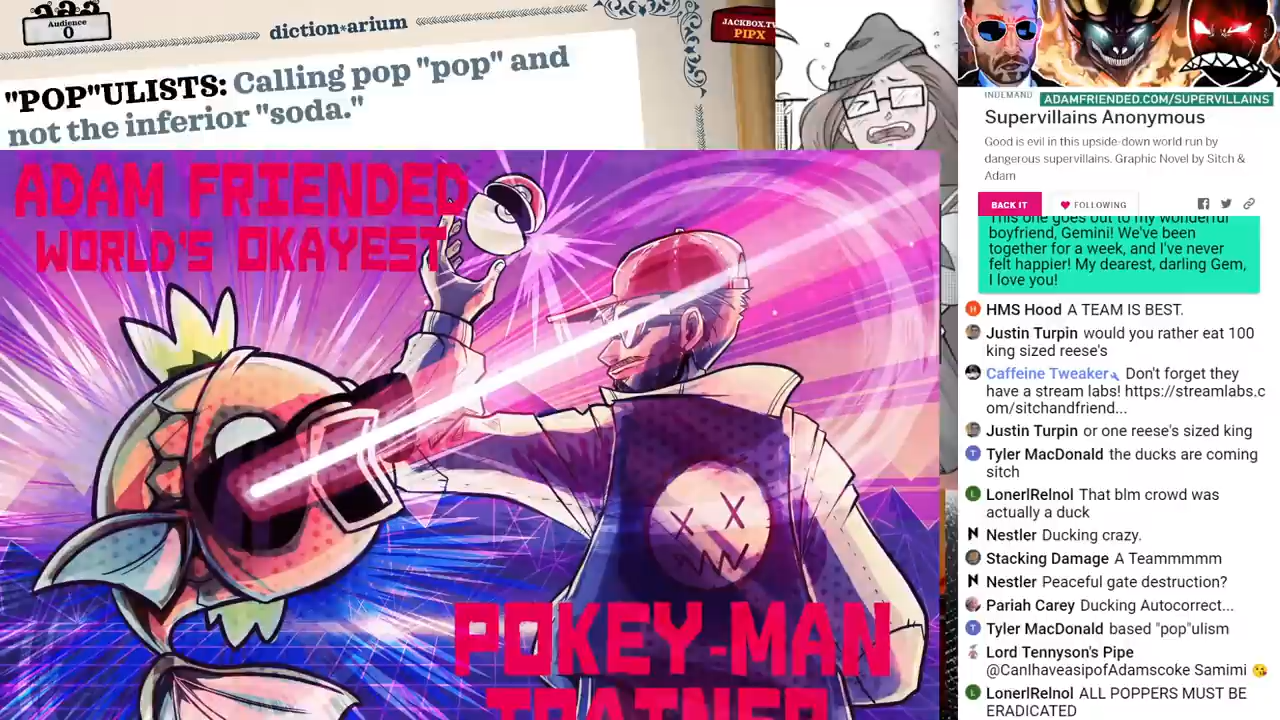 Audience
0
diction*arium
JACKBOX.TV
PIPX
"POP"ULISTS: Calling pop "pop" and
not the inferior "soda."
ADAM FRIENDED
WORLD'S OKAYEST
POKEY-MAN
TRAINER
INDEMAND
ADAMFRIENDED.COM/SUPERVILLAINS
Supervillains Anonymous
Good is evil in this upside-down world run by
dangerous supervillains. Graphic Novel by Sitch &
Adam
BACK IT
FOLLOWING
This one goes out to my wonderful
boyfriend, Gemini! We've been
together for a week, and I've never
felt happier! My dearest, darling Gem,
I love you!
HMS Hood A TEAM IS BEST.
Justin Turpin would you rather eat 100
king sized reese's
Caffeine Tweaker Don't forget they
have a stream labs! https://streamlabs.c
om/sitchandfriend...
Justin Turpin or one reese's sized king
Tyler MacDonald the ducks are coming
sitch
LonerlRelnol That blm crowd was
actually a duck
Nestler Ducking crazy.
Stacking Damage A Teammmmm
Nestler Peaceful gate destruction?
Pariah Carey Ducking Autocorrect...
Tyler MacDonald based "pop"ulism
Lord Tennyson's Pipe
@CanIhaveasipofAdamscoke Samimi 😘
LonerlRelnol ALL POPPERS MUST BE
ERADICATED